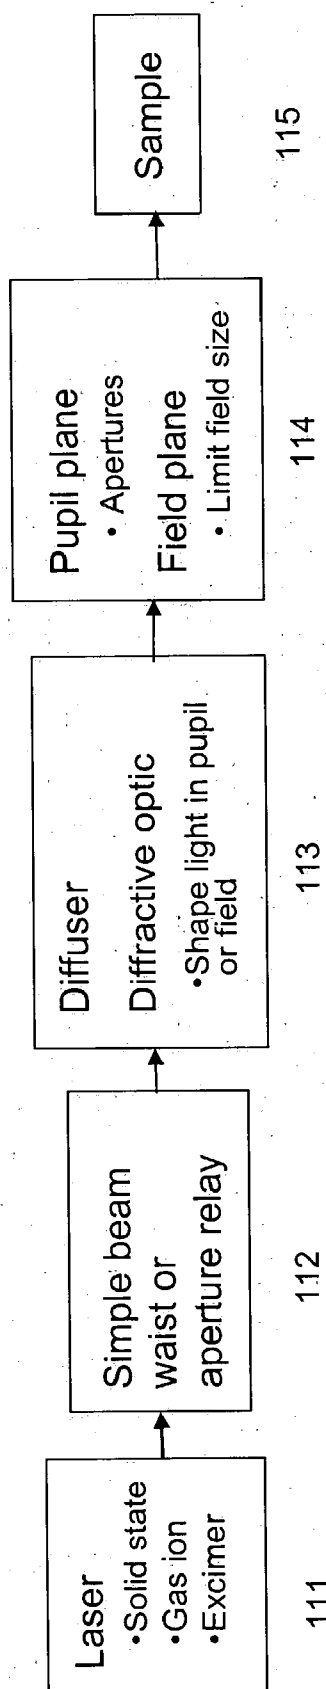 Laser
•Solid state
•Gas ion
•Excimer
111
Simple beam
waist or
aperture relay
112
Diffuser
Diffractive optic
•Shape light in pupil
or field
113
Pupil plane
• Apertures
Field plane
• Limit field size
114
Sample
115